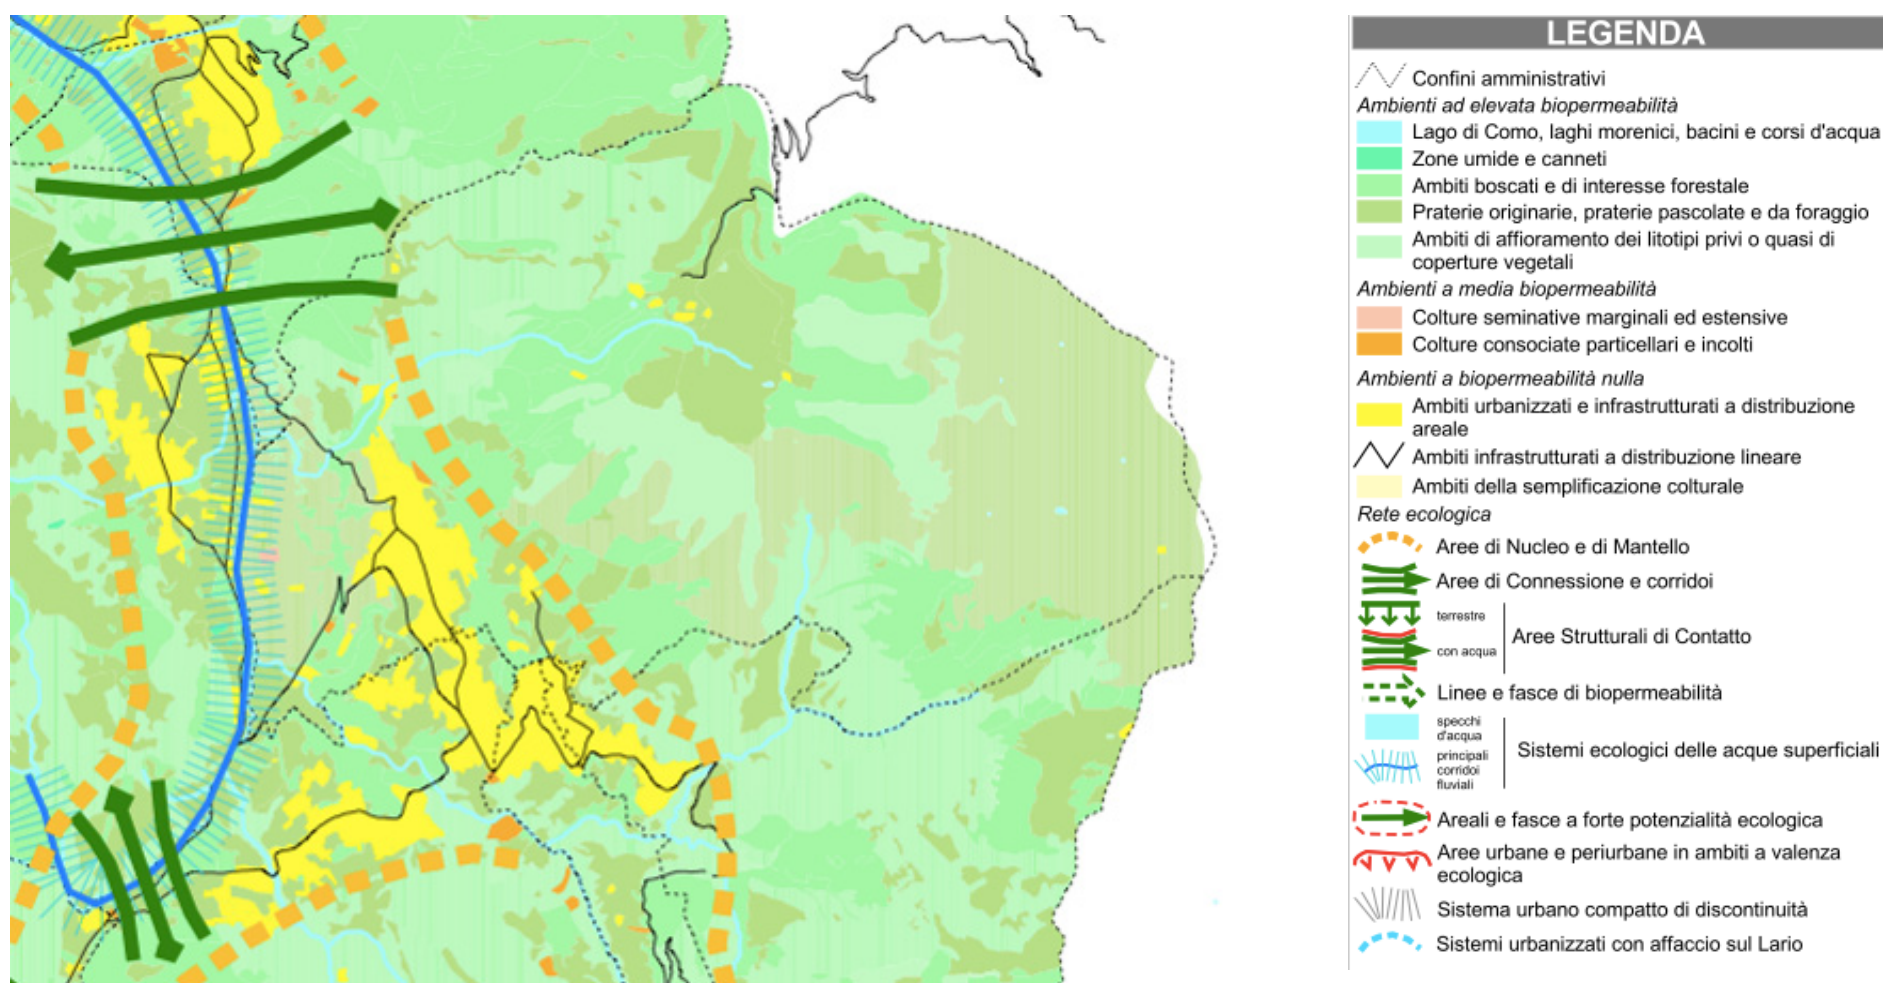 LEGENDA
Confini amministrativi
Ambienti ad elevata biopermeabilità
Lago di Como, laghi morenici, bacini e corsi d'acqua
Zone umide e canneti
Ambiti boscati e di interesse forestale
Praterie originarie, praterie pascolate e da foraggio
Ambiti di affioramento dei litotipi privi o quasi di
coperture vegetali
Ambienti a media biopermeabilità
Colture seminative marginali ed estensive
Colture consociate particellari e incolti
Ambienti a biopermeabilità nulla
Ambiti urbanizzati e infrastrutturati a distribuzione
areale
Ambiti infrastrutturati a distribuzione lineare
Ambiti della semplificazione colturale
Rete ecologica
Aree di Nucleo e di Mantello
Aree di Connessione e corridoi
terrestre
Aree Strutturali di Contatto
con acqua
Linee e fasce di biopermeabilità
specchi
d'acqua
Sistemi ecologici delle acque superficiali
principali
corridoi
fluviali
Areali e fasce a forte potenzialità ecologica
Aree urbane e periurbane in ambiti a valenza
ecologica
Sistema urbano compatto di discontinuità
Sistemi urbanizzati con affaccio sul Lario